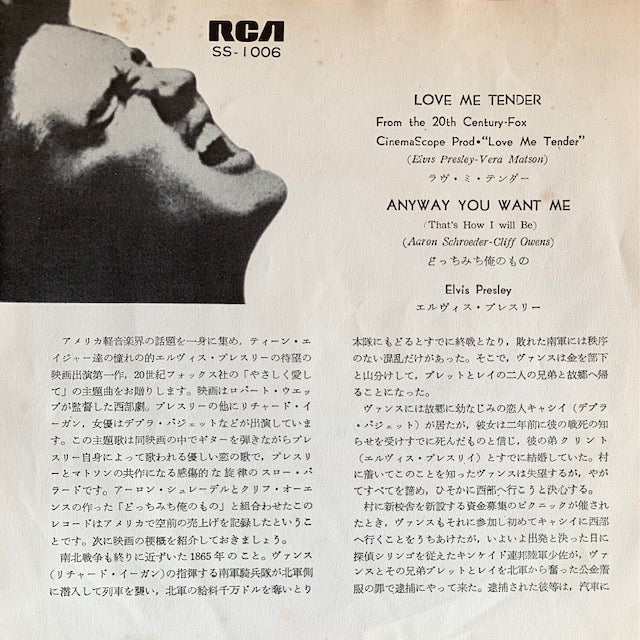 RCA
SS-1006
LOVE ME TENDER
From the 20th Century-Fox
CinemaScope Prod•"Love Me Tender"
(Elvis Presley-Vera Matson)
ラヴ・ミ・テンダー
ANYWAY YOU WANT ME
(That's How I will Be)
(Aaron Schroeder-Cliff Owens)
どっちみち俺のもの
Elvis Presley
エルヴィス・プレスリー
アメリカ軽音楽界の話題を一身に集め，ティーン・エ
イジャー達の憧れの的エルヴィス・プレスリーの待望の
映画出演第一作，20世紀フォックス社の「やさしく愛し
て」の主題曲をお贈りします。映画はロバート・ウエッ
ブが監督した西部劇。プレスリーの他にリチャード・イ
ーガン，女優はデブラ・パジェットなどが出演していま
す。この主題歌は同映画の中でギターを弾きながらプレ
スリー自身によって歌われる優しい恋の歌で，プレスリ
ーとマトソンの共作になる感傷的な旋律のスロー・バ
ラードです。アーロン・シュレーデルとクリフ・オーエ
ンスの作った「どっちみち俺のもの」と組合わせたこの
レコードはアメリカで空前の売上げを記録したというこ
とです。次に映画の梗概を紹介しておきましょう。
南北戦争も終りに近ずいた1865年のこと。ヴァンス
(リチャード・イーガン)の指揮する南軍騎兵隊が北軍側
に潜入して列車を襲い，北軍の給料千万ドルを奪いとり
本隊にもどるとすでに終戦となり，敗れた南軍には秩序
のない混乱だけがあった。そこで，ヴァンスは金を部下
と山分けして，ブレットとレイの二人の兄弟と故郷へ帰
ることになった。
ヴァンスには故郷に幼なじみの恋人キャシイ(デブラ
・パジェット)が居たが，彼女は二年前に彼の戦死の知
らせを受けすでに死んだものと信じ，彼の弟クリント
(エルヴィス・プレスリイ)とすでに結婚していた。村
に着いてこのことを知ったヴァンスは失望するが，やが
てすべてを諦め，ひそかに西部へ行こうと決心する。
村に新校舎を新設する資金募集のピクニックが催され
たとき，ヴァンスもそれに参加し初めてキャシイに西部
へ行くことをうちあけたが，いよいよ出発と決った日に
探偵シリンゴを従えたキンケイド連邦陸軍少佐が，ヴァ
ンスとその兄弟ブレットとレイを北軍から奪った公金着
服の罪で逮捕にやって来た。逮捕された彼等は，汽車に